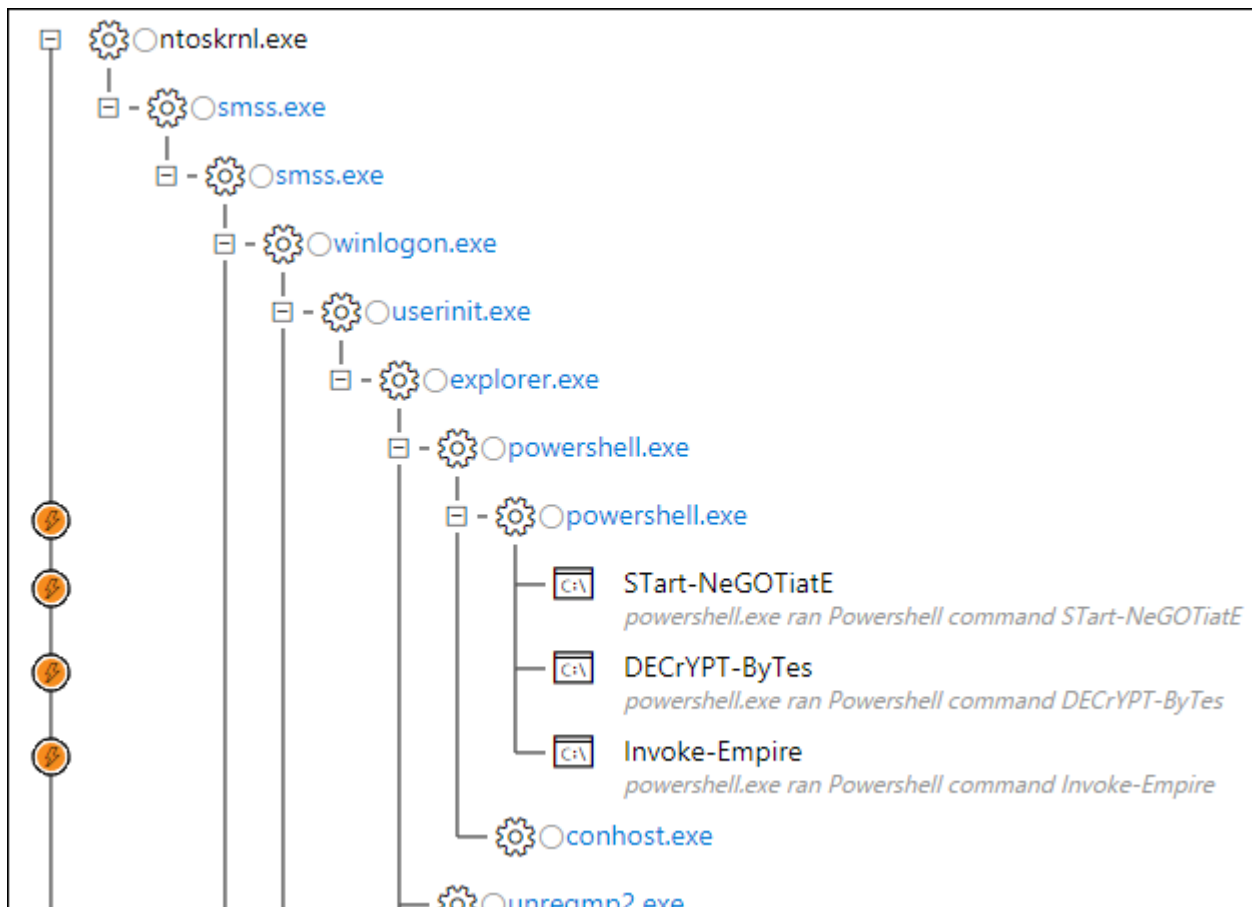 ntoskrnl.exe
smss.exe
smss.exe
winlogon.exe
userinit.exe
explorer.exe
powershell.exe
powershell.exe
C:\ STart-NeGOTiatE
powershell.exe ran Powershell command STart-NeGOTiatE
C:\ DECrYPT-ByTes
powershell.exe ran Powershell command DECrYPT-ByTes
C:\ Invoke-Empire
powershell.exe ran Powershell command Invoke-Empire
conhost.exe
unregmp2.exe